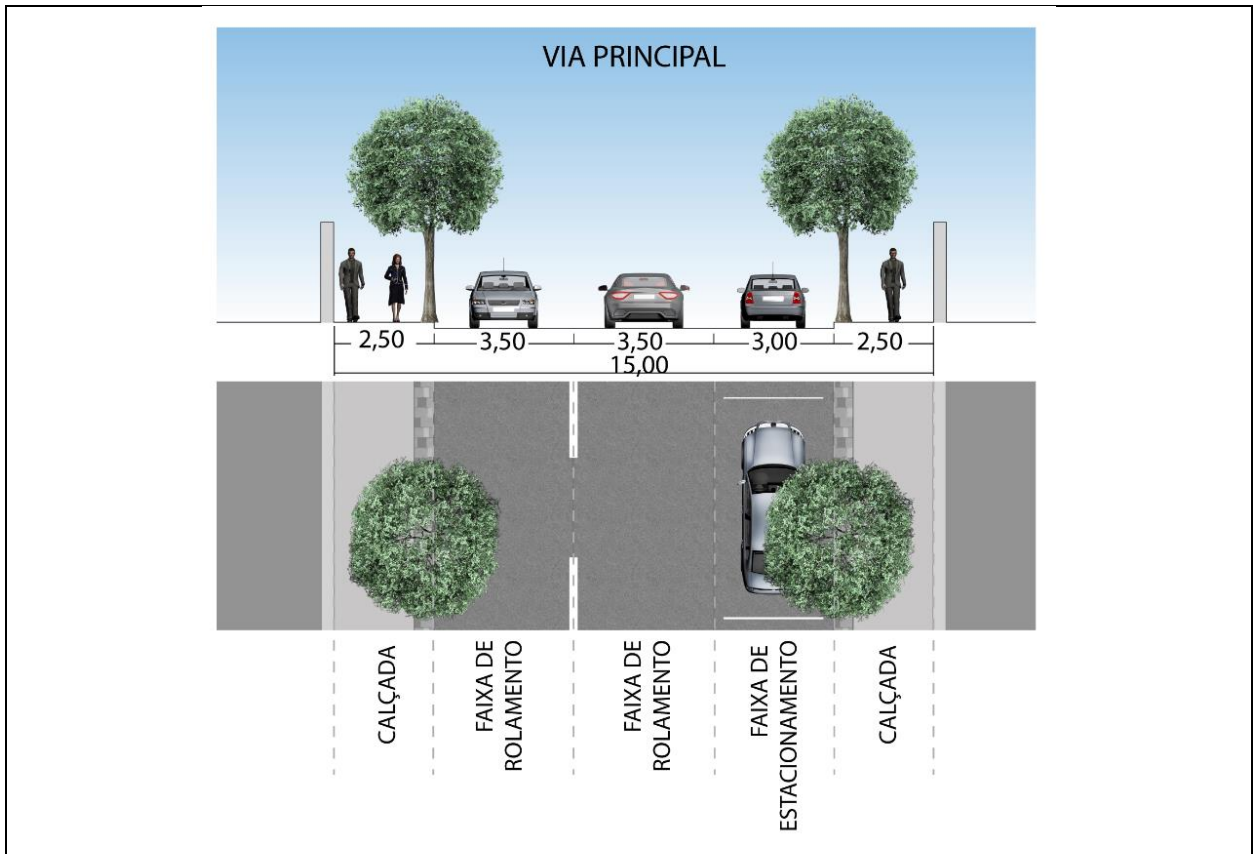 VIA PRINCIPAL
2,50
3,50
3,50
3,00
2,50
15,00
CALÇADA
FAIXA DE
ROLAMENTO
FAIXA DE
ROLAMENTO
FAIXA DE
ESTACIONAMENTO
CALÇADA